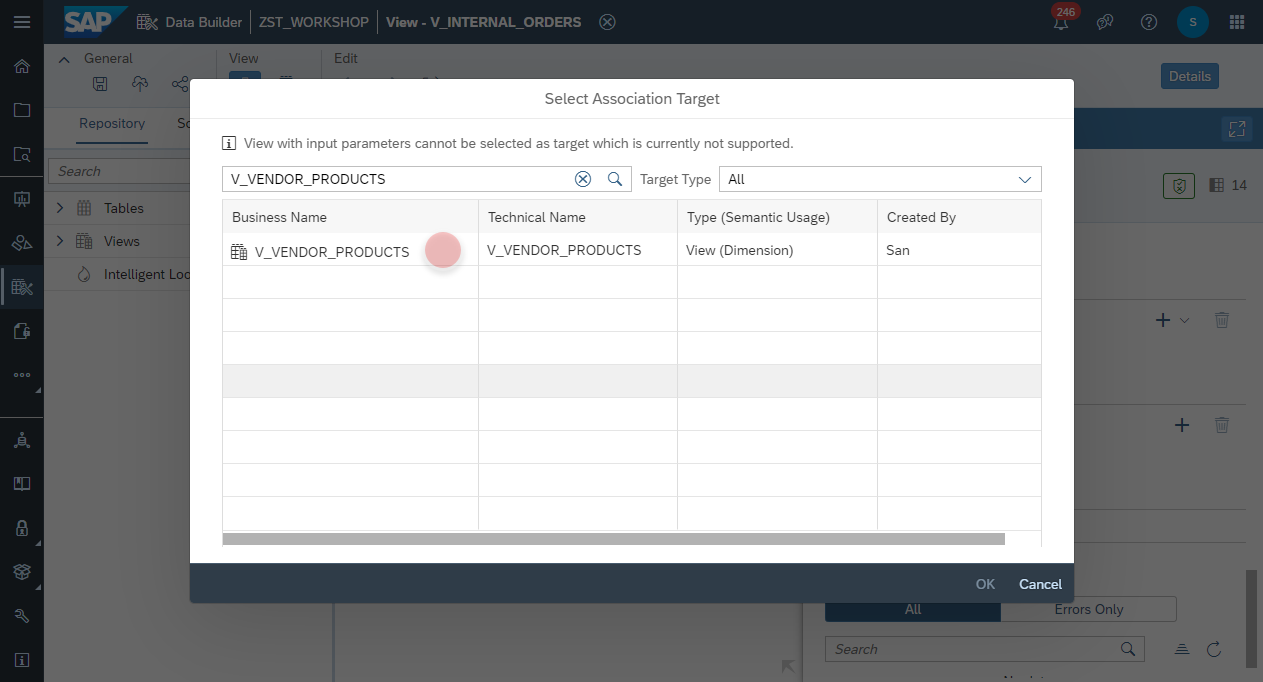 SAP Data Builder ZST_WORKSHOP View - V_INTERNAL_ORDERS 246 S
General View Edit
Details
Repository
Select Association Target
View with input parameters cannot be selected as target which is currently not supported.
Search
V_VENDOR_PRODUCTS Target Type All
14
Tables
Views
Intelligent
Business Name Technical Name Type (Semantic Usage) Created By
V_VENDOR_PRODUCTS V_VENDOR_PRODUCTS View (Dimension) San
OK Cancel
All Errors Only
Search